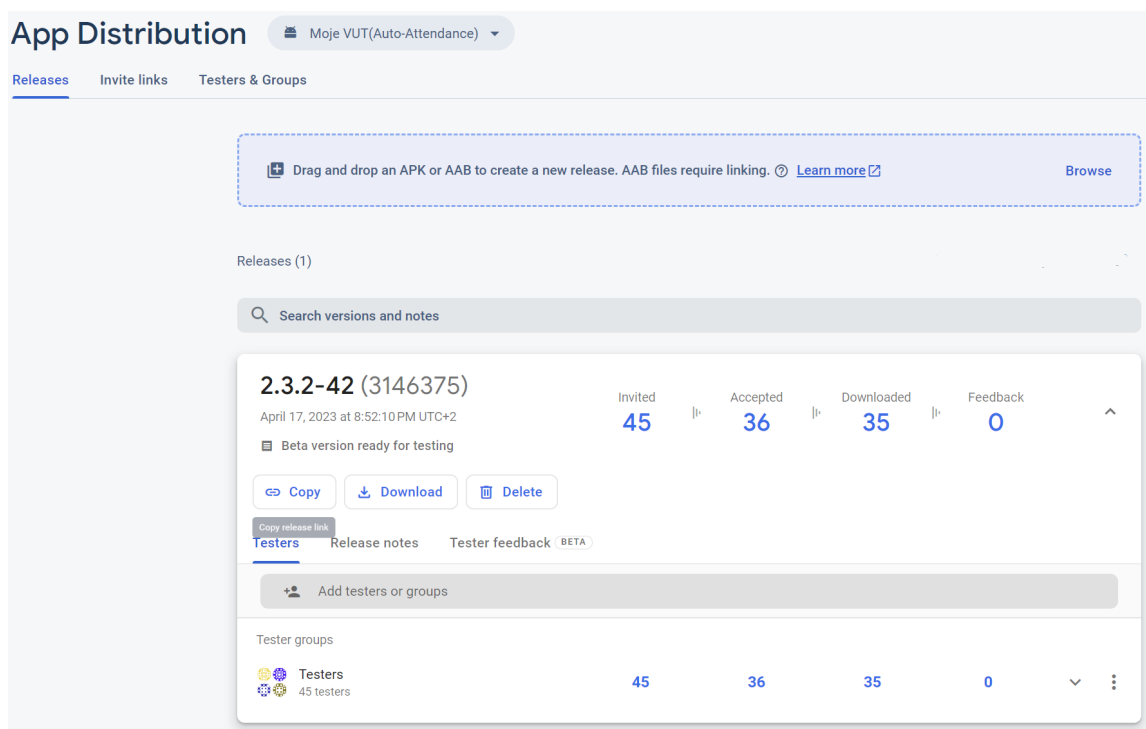 App Distribution Moje VUT(Auto-Attendance)
Releases Invite links Testers & Groups
Drag and drop an APK or AAB to create a new release. AAB files require linking. Learn more Browse
Releases (1)
Search versions and notes
2.3.2-42 (3146375)
April 17, 2023 at 8:52:10 PM UTC+2
Beta version ready for testing
Invited Accepted Downloaded Feedback
45 36 35 0
Copy Download Delete
Copy release link
Testers Release notes Tester feedback BETA
Add testers or groups
Tester groups
Testers
45 testers
45 36 35 0